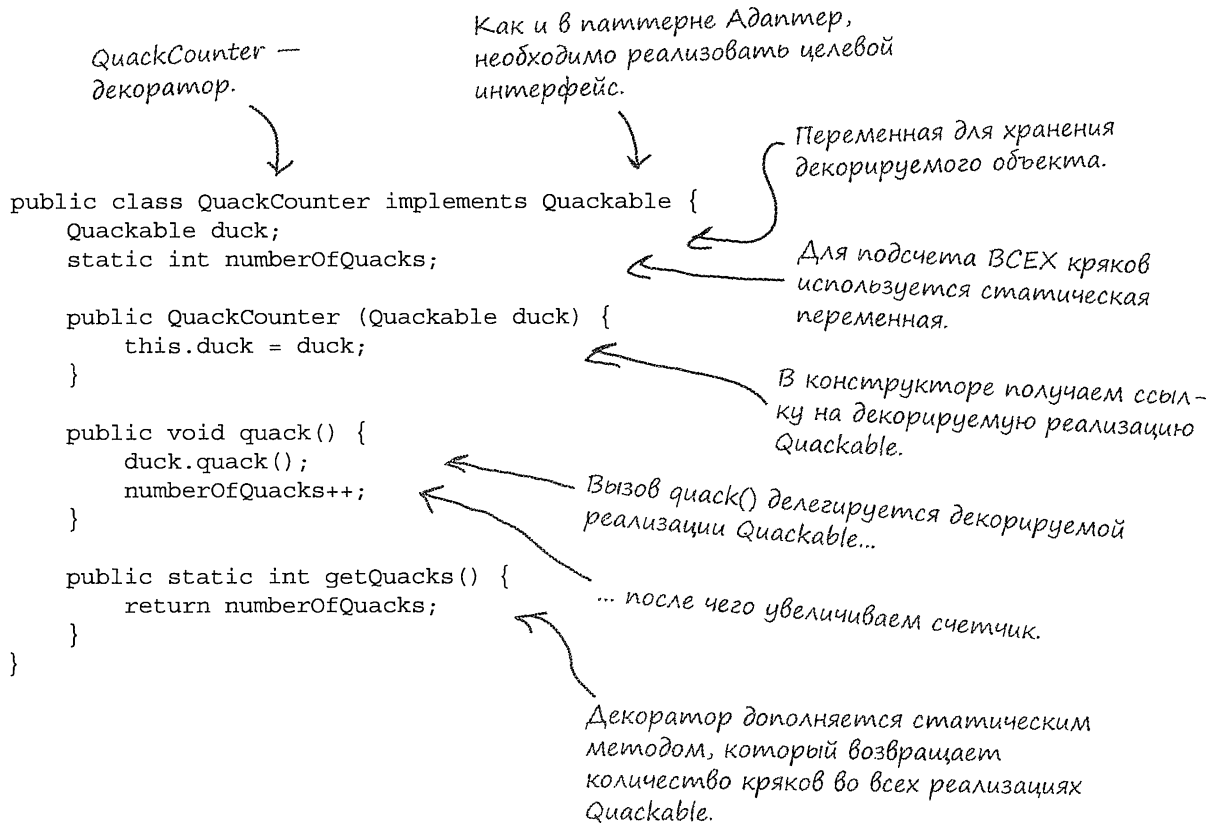 QuackCounter —
декоратор.
Как и в паттерне Адаптер,
необходимо реализовать целевой
интерфейс.
Переменная для хранения
декорируемого объекта.
public class QuackCounter implements Quackable {
    Quackable duck;
    static int numberOfQuacks;
Для подсчета ВСЕХ кряков
используется статическая
переменная.
    public QuackCounter (Quackable duck) {
        this.duck = duck;
    }
В конструкторе получаем ссыл-
ку на декорируемую реализацию
Quackable.
    public void quack() {
        duck.quack();
        numberOfQuacks++;
    }
Вызов quack() делегируется декорируемой
реализации Quackable...
... после чего увеличиваем счетчик.
    public static int getQuacks() {
        return numberOfQuacks;
    }
}
Декоратор дополняется статическим
методом, который возвращает
количество кряков во всех реализациях
Quackable.